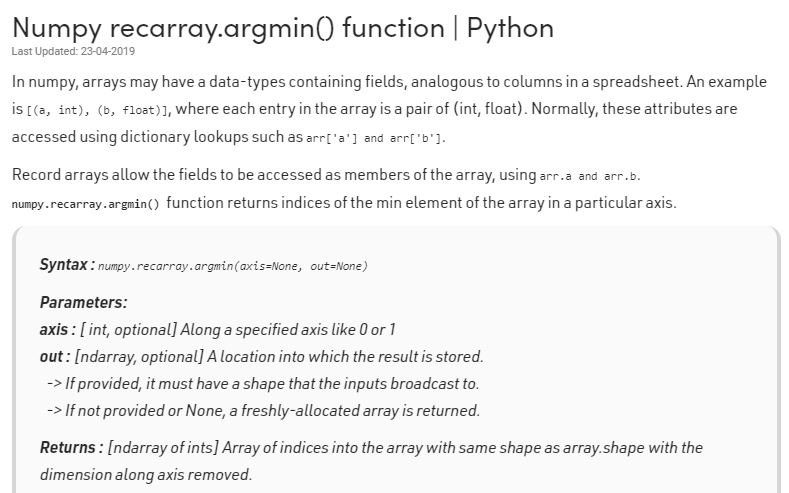 Numpy recarray.argmin() function | Python
Last Updated: 23-04-2019
In numpy, arrays may have a data-types containing fields, analogous to columns in a spreadsheet. An example
is [(a, int), (b, float)], where each entry in the array is a pair of (int, float). Normally, these attributes are
accessed using dictionary lookups such as arr['a'] and arr['b'].
Record arrays allow the fields to be accessed as members of the array, using arr.a and arr.b.
numpy.recarray.argmin() function returns indices of the min element of the array in a particular axis.
Syntax : numpy.recarray.argmin(axis=None, out=None)
Parameters:
axis : [ int, optional] Along a specified axis like 0 or 1
out : [ndarray, optional] A location into which the result is stored.
-> If provided, it must have a shape that the inputs broadcast to.
-> If not provided or None, a freshly-allocated array is returned.
Returns : [ndarray of ints] Array of indices into the array with same shape as array.shape with the
dimension along axis removed.